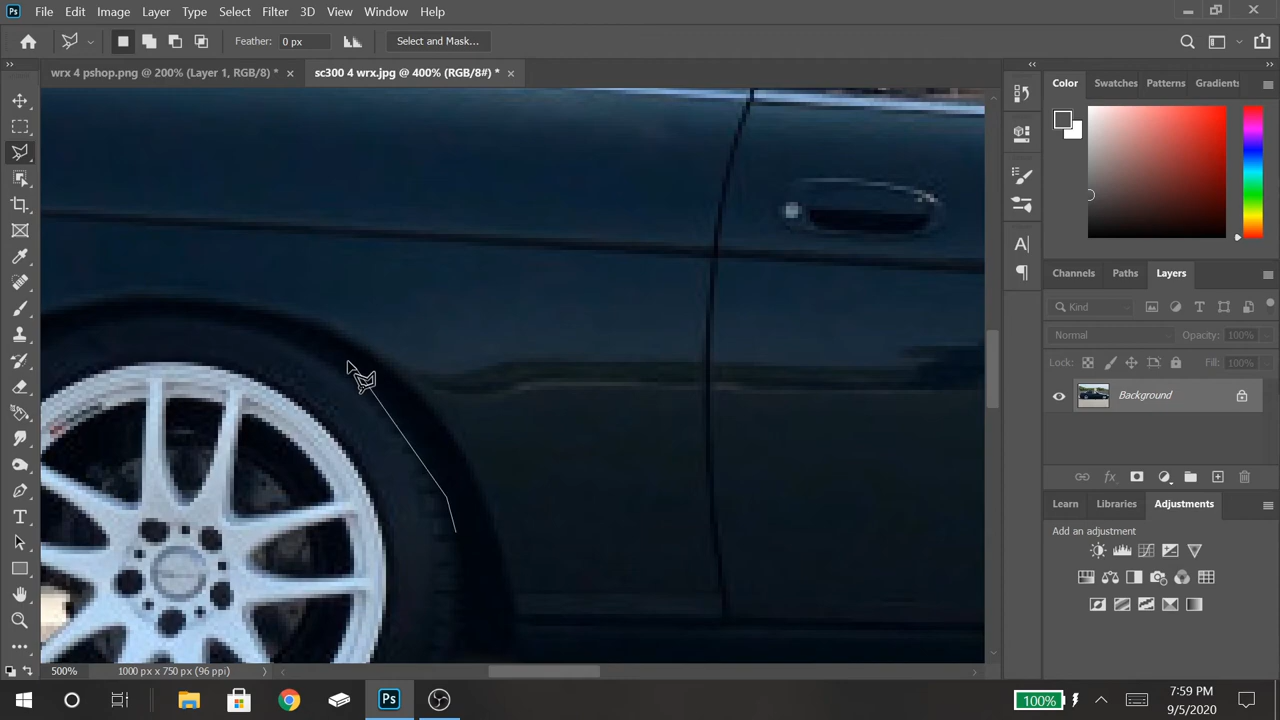 Ps File Edit Image Layer Type Select Filter 3D View Window Help
Feather: 0 px Select and Mask...
wrx 4 pshop.png @ 200% (Layer 1, RGB/8) * × sc300 4 wrx.jpg @ 400% (RGB/8#) * ×
Color Swatches Patterns Gradients
Channels Paths Layers
Kind
Normal Opacity: 100%
Lock: Fill: 100%
Background
Learn Libraries Adjustments
Add an adjustment
500% 1000 px x 750 px (96 ppi)
Ps 100% 7:59 PM
9/5/2020